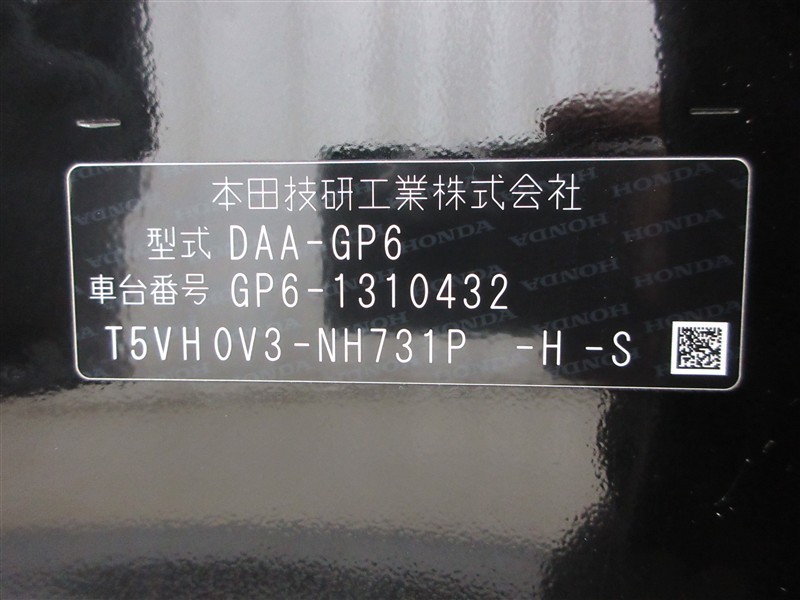 本田技研工業株式会社
型式 DAA-GP6
車台番号 GP6-1310432
T5VH0V3-NH731P -H -S